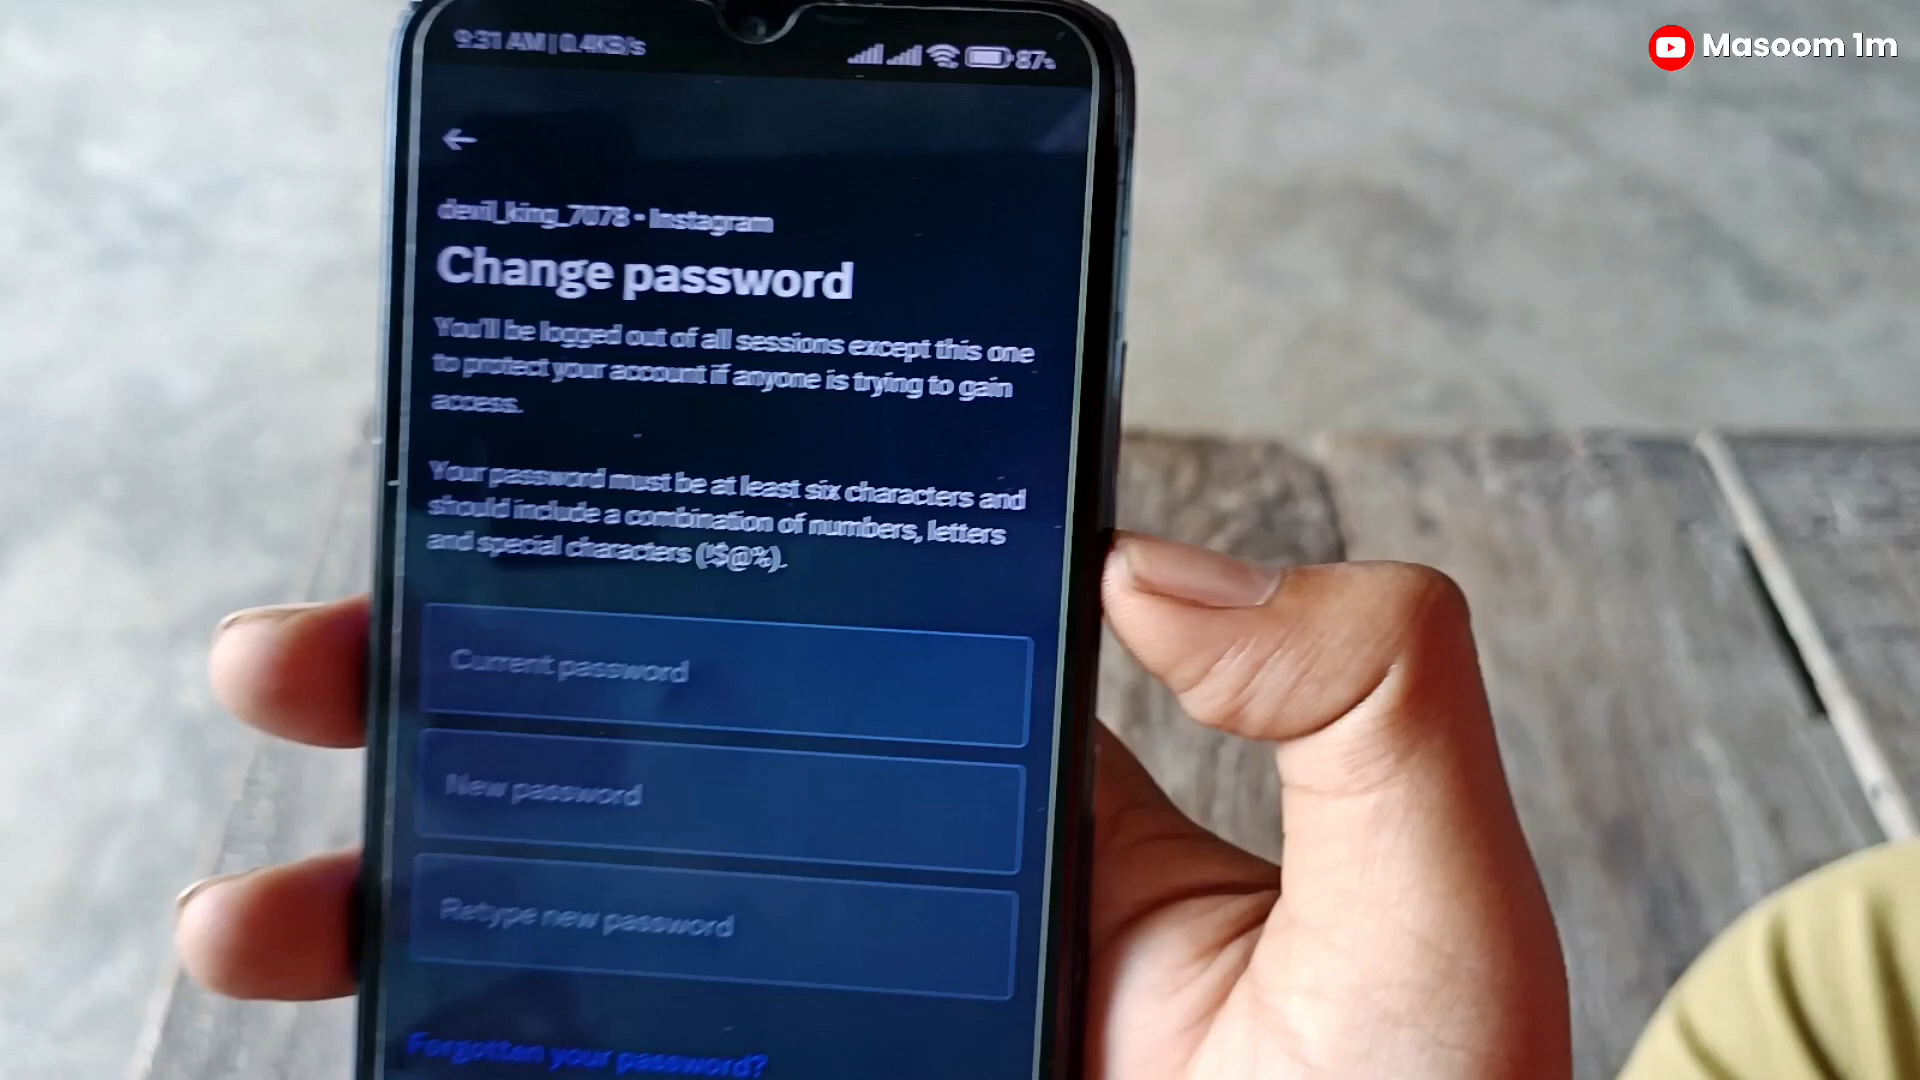 Masoom 1m
9:31 AM | 0.4KB/s
87%
devil_king_7078 • Instagram
Change password
You'll be logged out of all sessions except this one
to protect your account if anyone is trying to gain
access.
Your password must be at least six characters and
should include a combination of numbers, letters
and special characters (!$@%).
Current password
New password
Retype new password
Forgotten your password?